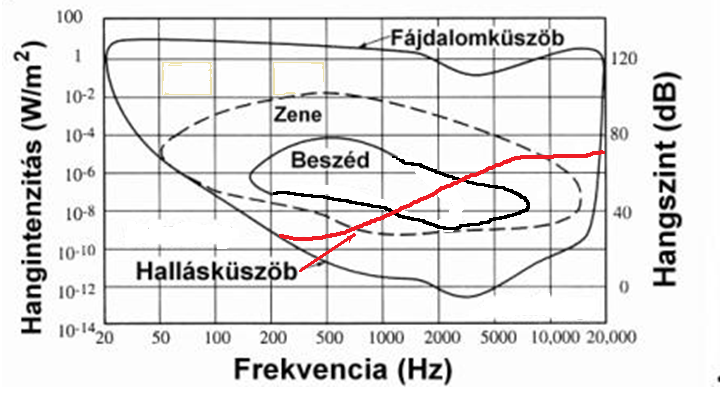 100
1
10-2
10-4
10-6
10-8
10-10
10-12
10-14
Hangintenzitás (W/m2)
Fájdalomküszöb
Zene
Beszéd
Hallásküszöb
120
80
40
0
Hangszint (dB)
20 50 100 200 500 1000 2000 5000 10,000 20,000
Frekvencia (Hz)